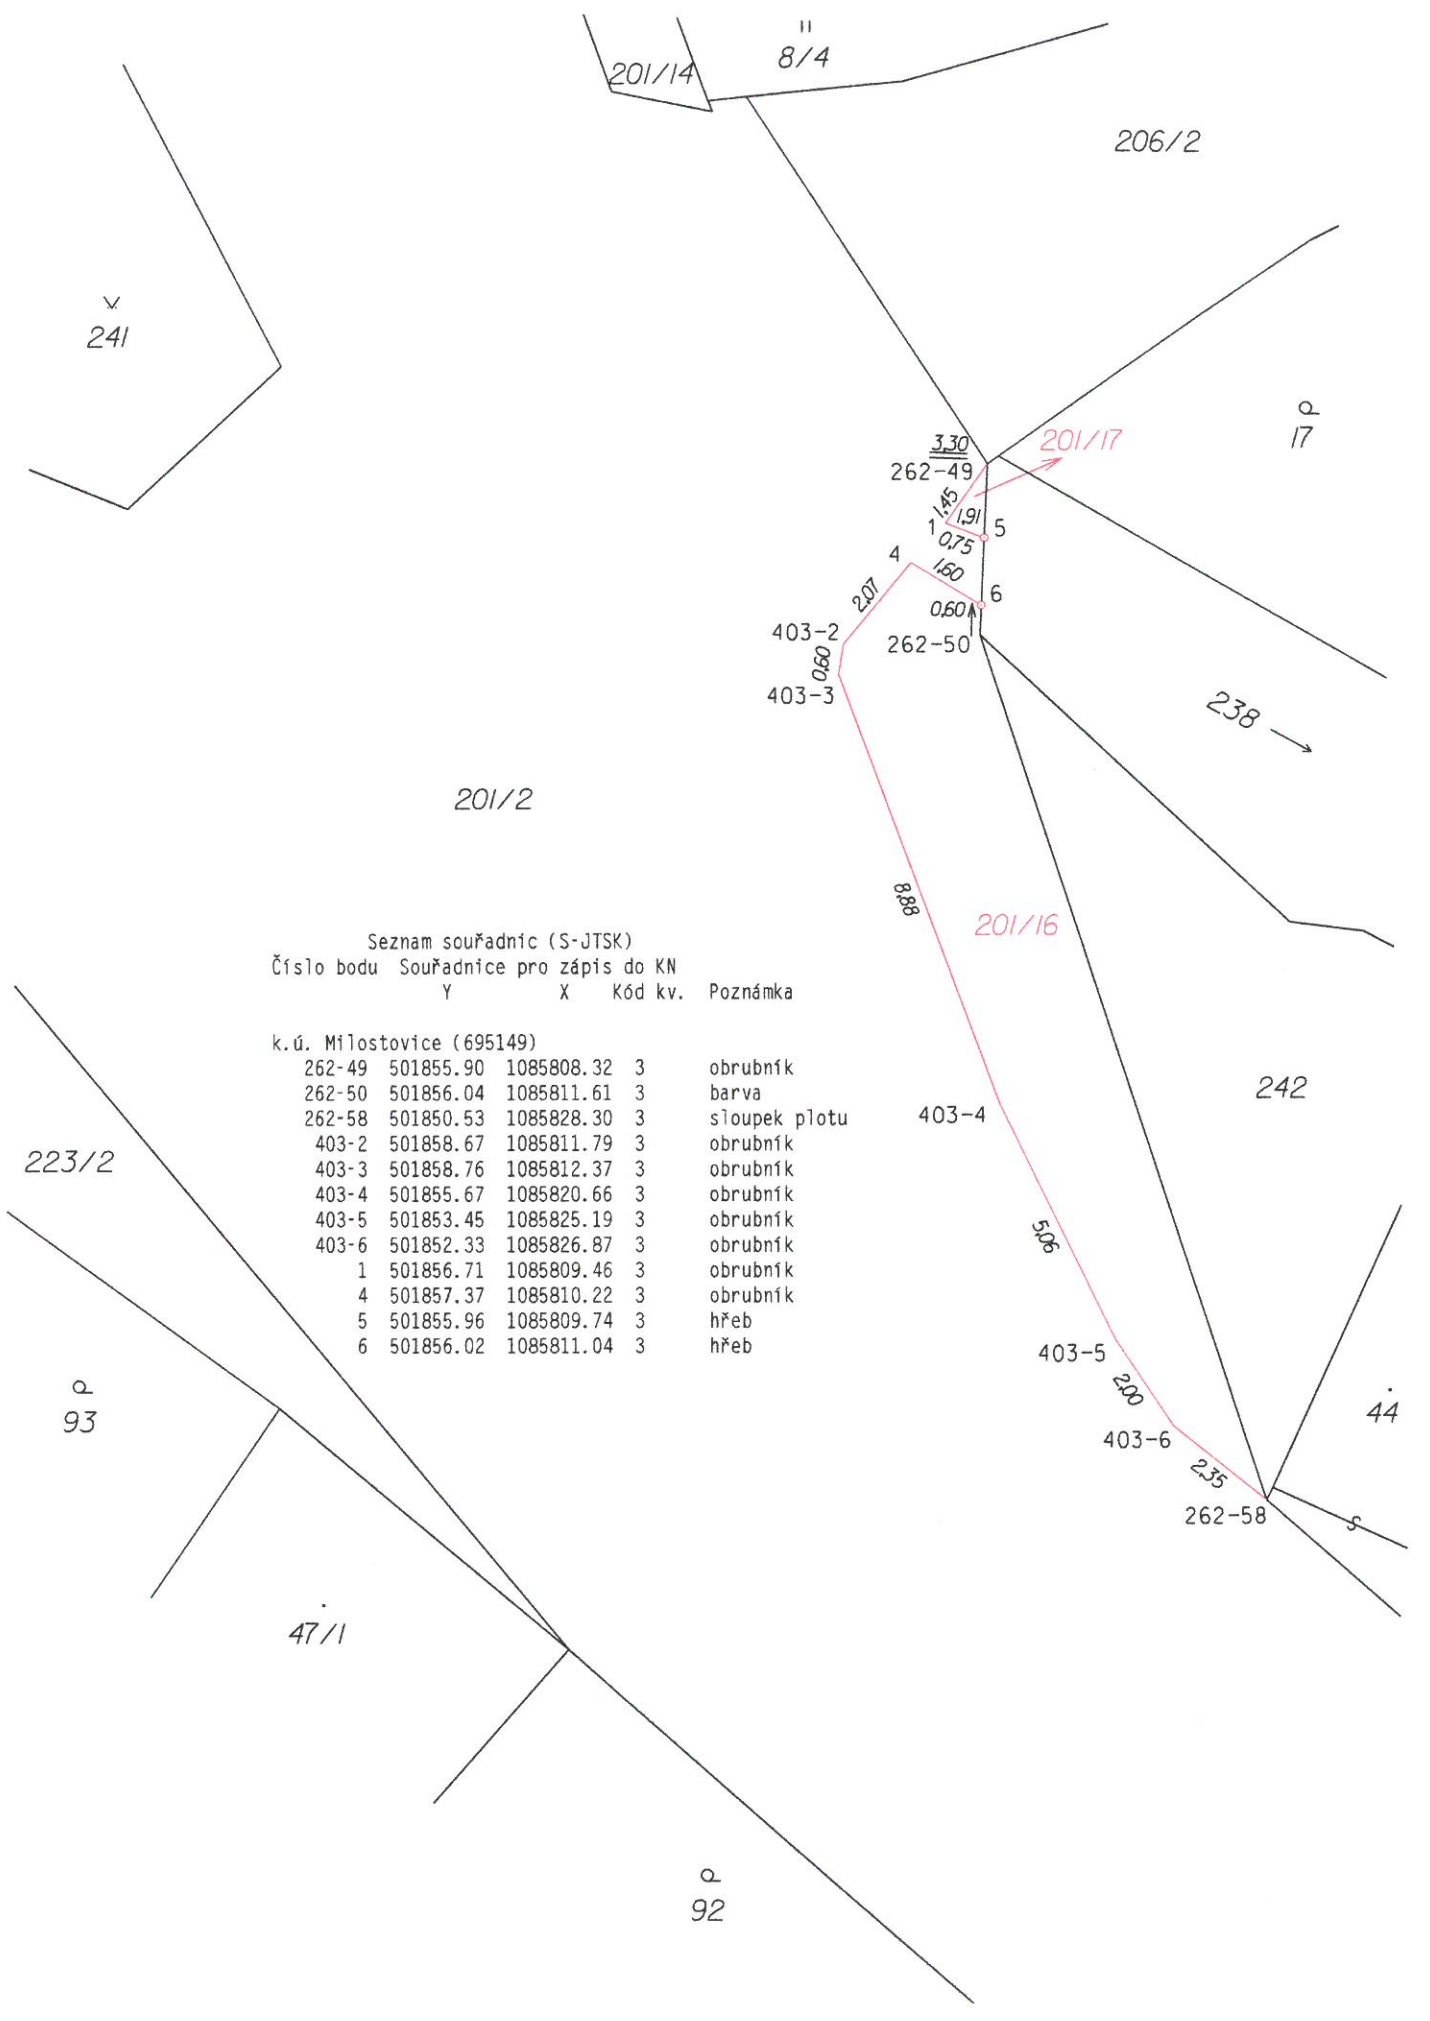 "
8/4
201/14
206/2
241
17
3,30
201/17
262-49
1,45
1,91
1
5
0,75
4
1,60
2,07
6
0,60
403-2
262-50
0,60
403-3
238
201/2
8,88
201/16
Seznam souřadnic (S-JTSK)
Číslo bodu Souřadnice pro zápis do KN
Y X Kód kv. Poznámka
k.ú. Milostovice (695149)
262-49 501855.90 1085808.32 3 obrubník
262-50 501856.04 1085811.61 3 barva
262-58 501850.53 1085828.30 3 sloupek plotu
403-2 501858.67 1085811.79 3 obrubník
403-3 501858.76 1085812.37 3 obrubník
403-4 501855.67 1085820.66 3 obrubník
403-5 501853.45 1085825.19 3 obrubník
403-6 501852.33 1085826.87 3 obrubník
1 501856.71 1085809.46 3 obrubník
4 501857.37 1085810.22 3 obrubník
5 501855.96 1085809.74 3 hřeb
6 501856.02 1085811.04 3 hřeb
242
403-4
223/2
5,06
403-5
2,00
93
44
403-6
2,35
262-58
47/1
92